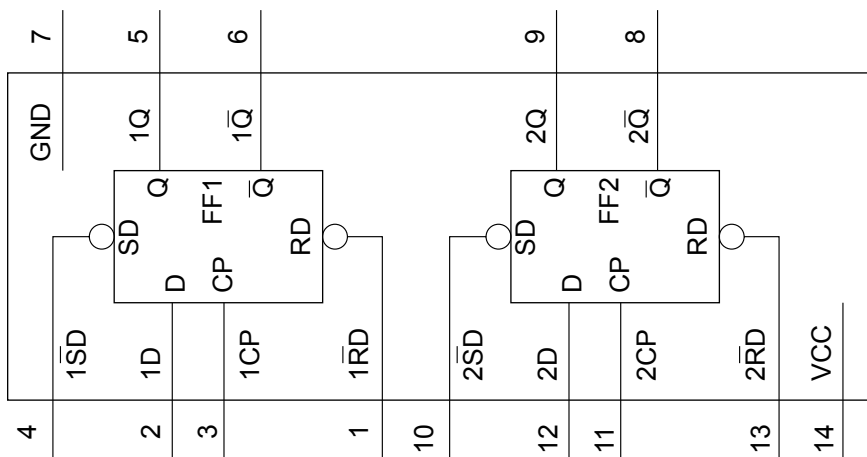 7
5
6
9
8
GND
1Q
1Q̅
2Q
2Q̅
Q
FF1
Q̅
SD
RD
D
CP
Q
FF2
Q̅
SD
RD
D
CP
1S̅D
1D
1CP
1R̅D
2S̅D
2D
2CP
2R̅D
VCC
4
2
3
1
10
12
11
13
14